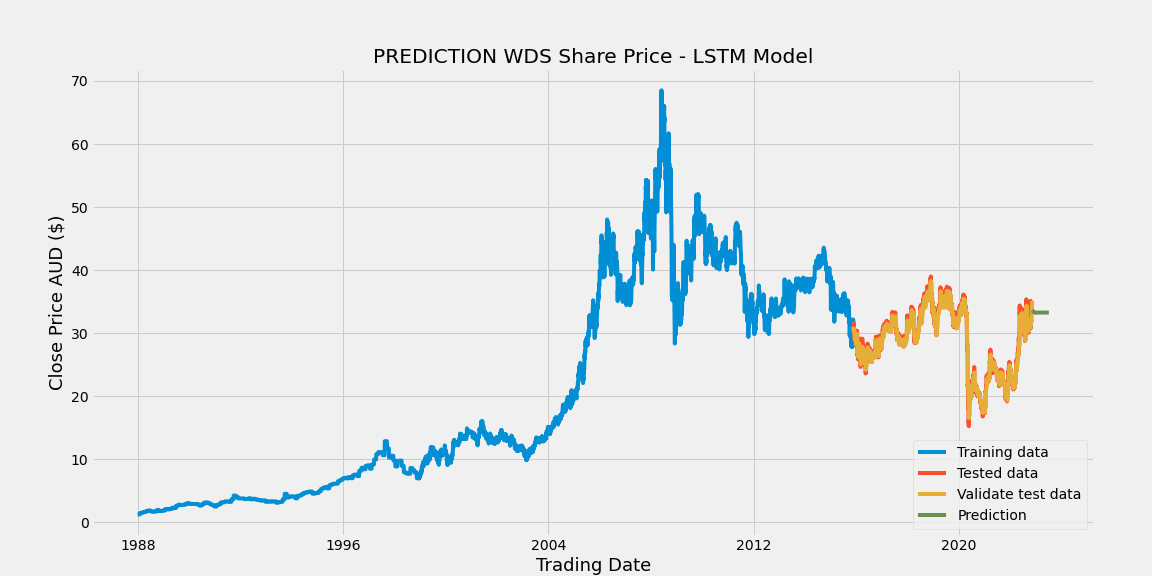 PREDICTION WDS Share Price - LSTM Model
Close Price AUD ($)
70
60
50
40
30
20
10
0
1988
1996
2004
2012
2020
Trading Date
Training data
Tested data
Validate test data
Prediction